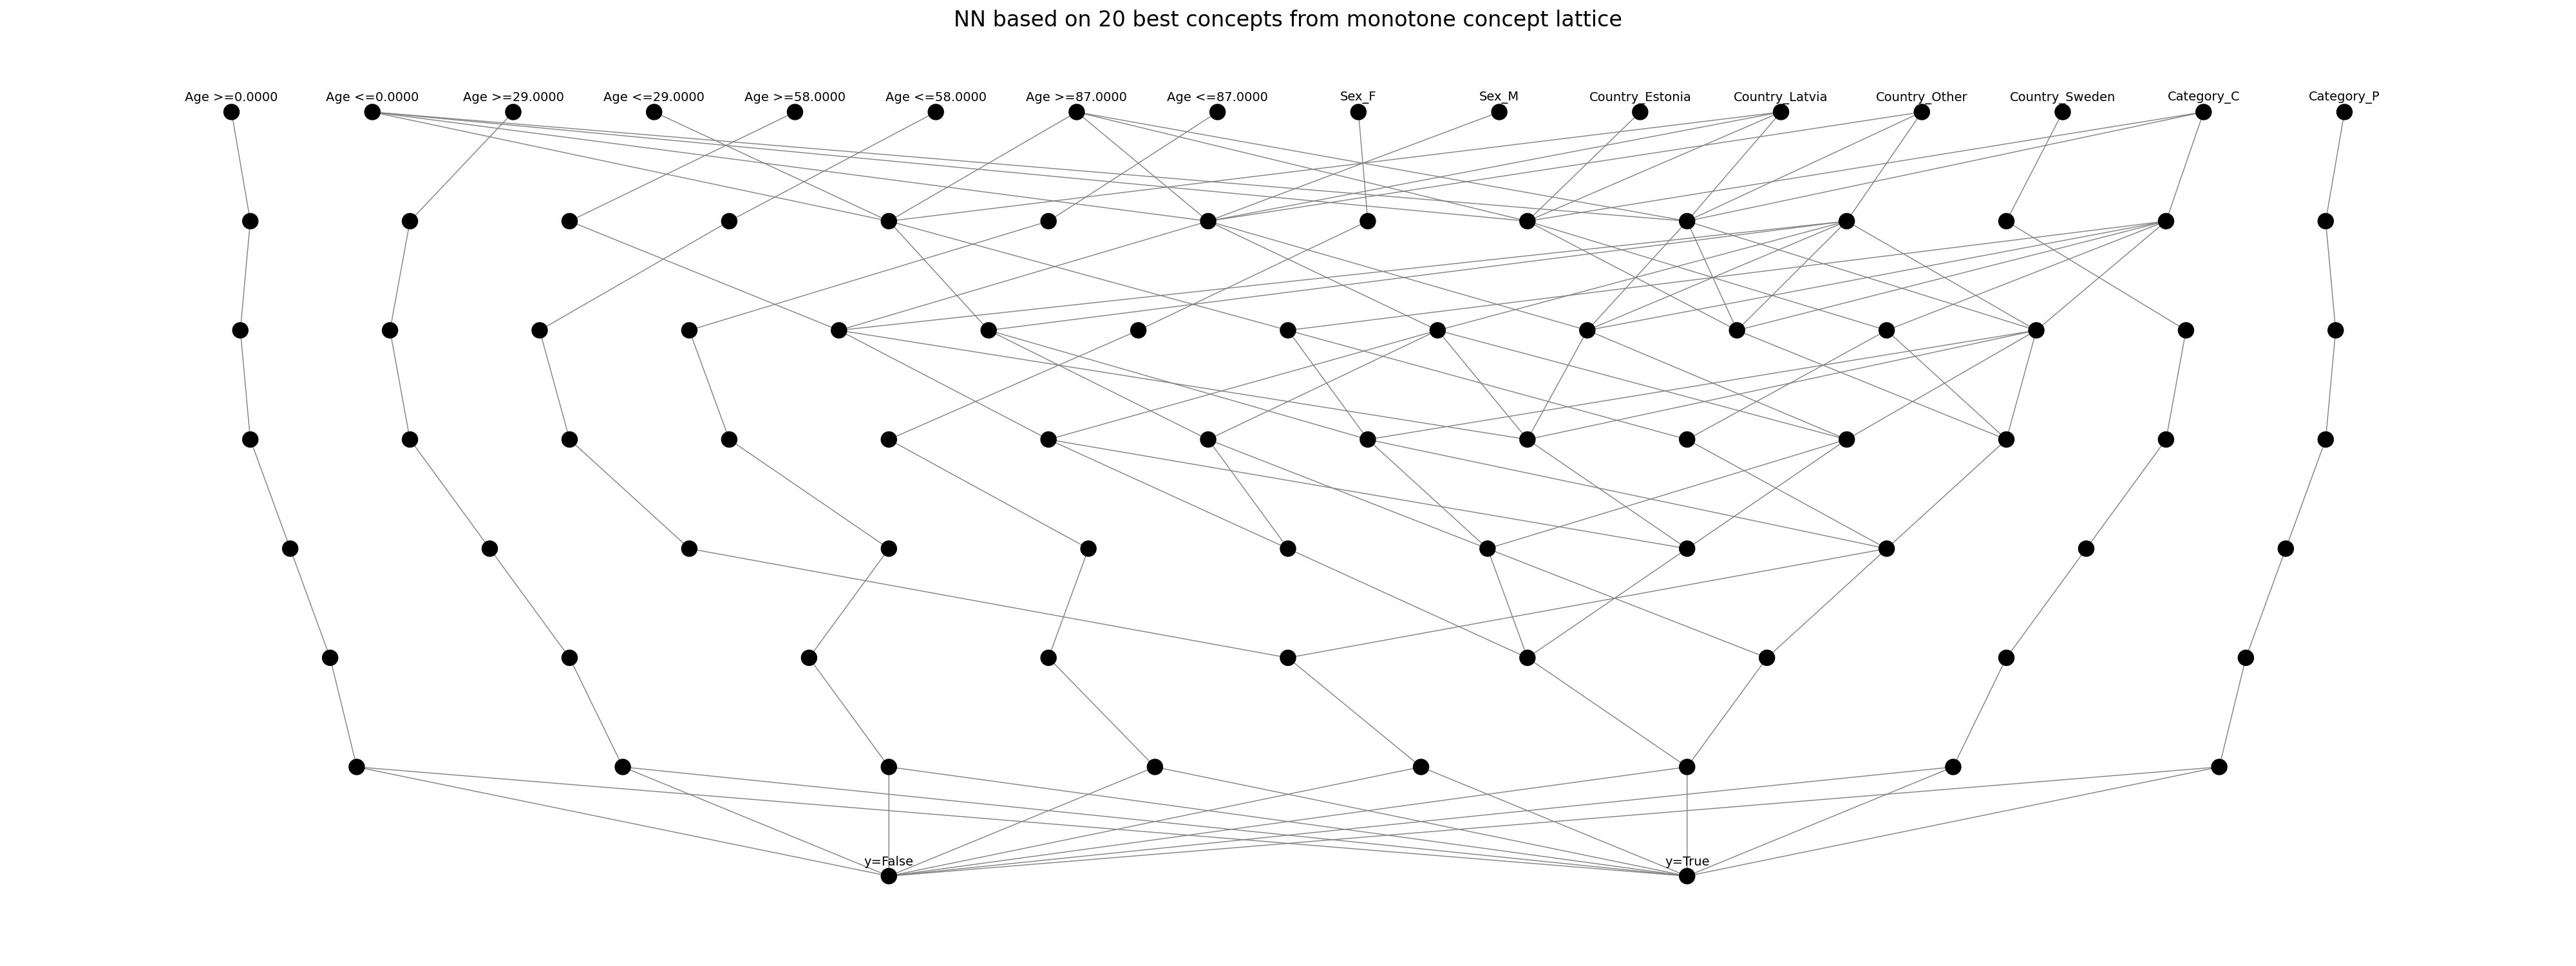 NN based on 20 best concepts from monotone concept lattice
Age >=0.0000
Age <=0.0000
Age >=29.0000
Age <=29.0000
Age >=58.0000
Age <=58.0000
Age >=87.0000
Age <=87.0000
Sex_F
Sex_M
Country_Estonia
Country_Latvia
Country_Other
Country_Sweden
Category_C
Category_P
y=False
y=True